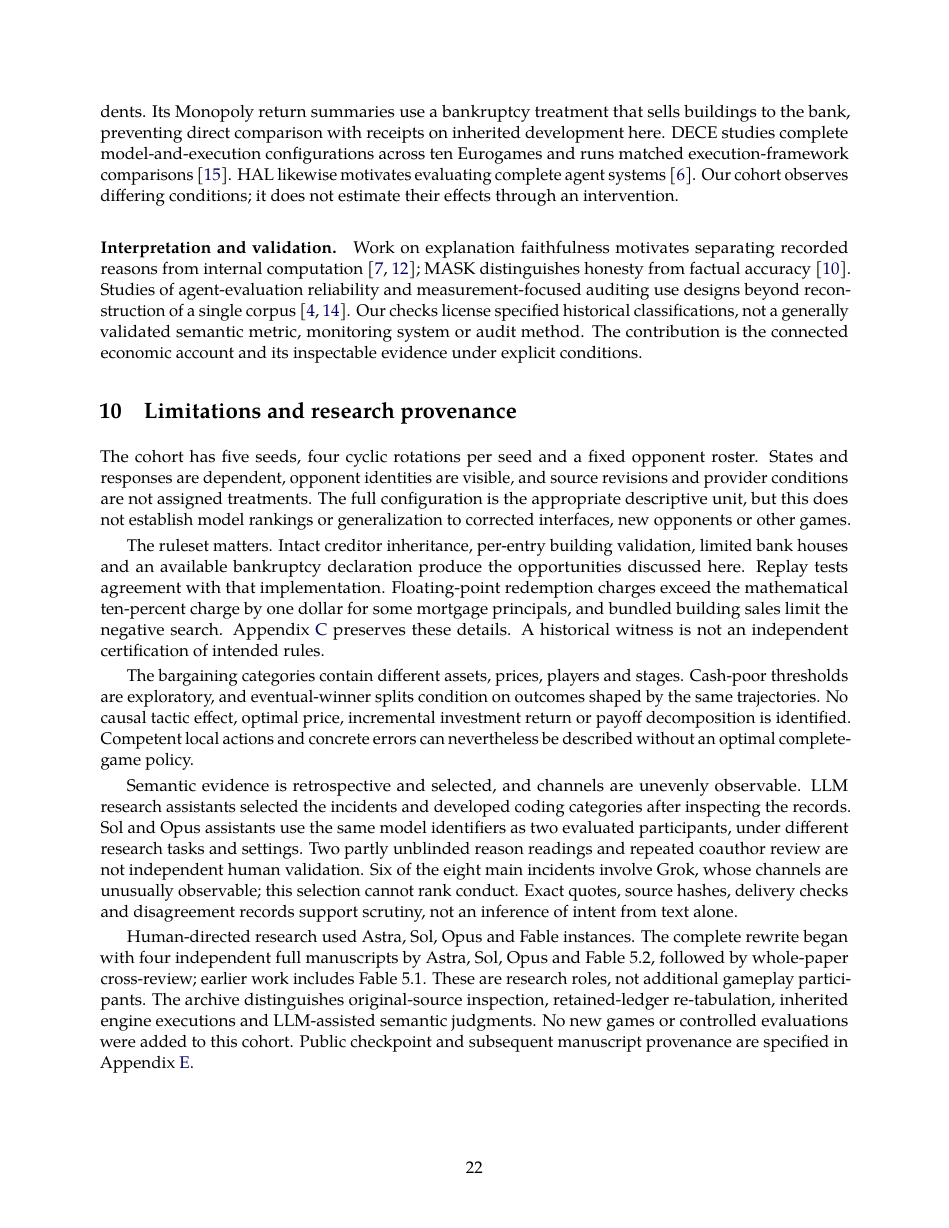 dents. Its Monopoly return summaries use a bankruptcy treatment that sells buildings to the bank,
preventing direct comparison with receipts on inherited development here. DECE studies complete
model-and-execution configurations across ten Eurogames and runs matched execution-framework
comparisons [15]. HAL likewise motivates evaluating complete agent systems [6]. Our cohort observes
differing conditions; it does not estimate their effects through an intervention.
Interpretation and validation. Work on explanation faithfulness motivates separating recorded
reasons from internal computation [7, 12]; MASK distinguishes honesty from factual accuracy [10].
Studies of agent-evaluation reliability and measurement-focused auditing use designs beyond recon-
struction of a single corpus [4, 14]. Our checks license specified historical classifications, not a generally
validated semantic metric, monitoring system or audit method. The contribution is the connected
economic account and its inspectable evidence under explicit conditions.
10 Limitations and research provenance
The cohort has five seeds, four cyclic rotations per seed and a fixed opponent roster. States and
responses are dependent, opponent identities are visible, and source revisions and provider conditions
are not assigned treatments. The full configuration is the appropriate descriptive unit, but this does
not establish model rankings or generalization to corrected interfaces, new opponents or other games.
The ruleset matters. Intact creditor inheritance, per-entry building validation, limited bank houses
and an available bankruptcy declaration produce the opportunities discussed here. Replay tests
agreement with that implementation. Floating-point redemption charges exceed the mathematical
ten-percent charge by one dollar for some mortgage principals, and bundled building sales limit the
negative search. Appendix C preserves these details. A historical witness is not an independent
certification of intended rules.
The bargaining categories contain different assets, prices, players and stages. Cash-poor thresholds
are exploratory, and eventual-winner splits condition on outcomes shaped by the same trajectories. No
causal tactic effect, optimal price, incremental investment return or payoff decomposition is identified.
Competent local actions and concrete errors can nevertheless be described without an optimal complete-
game policy.
Semantic evidence is retrospective and selected, and channels are unevenly observable. LLM
research assistants selected the incidents and developed coding categories after inspecting the records.
Sol and Opus assistants use the same model identifiers as two evaluated participants, under different
research tasks and settings. Two partly unblinded reason readings and repeated coauthor review are
not independent human validation. Six of the eight main incidents involve Grok, whose channels are
unusually observable; this selection cannot rank conduct. Exact quotes, source hashes, delivery checks
and disagreement records support scrutiny, not an inference of intent from text alone.
Human-directed research used Astra, Sol, Opus and Fable instances. The complete rewrite began
with four independent full manuscripts by Astra, Sol, Opus and Fable 5.2, followed by whole-paper
cross-review; earlier work includes Fable 5.1. These are research roles, not additional gameplay partici-
pants. The archive distinguishes original-source inspection, retained-ledger re-tabulation, inherited
engine executions and LLM-assisted semantic judgments. No new games or controlled evaluations
were added to this cohort. Public checkpoint and subsequent manuscript provenance are specified in
Appendix E.
22